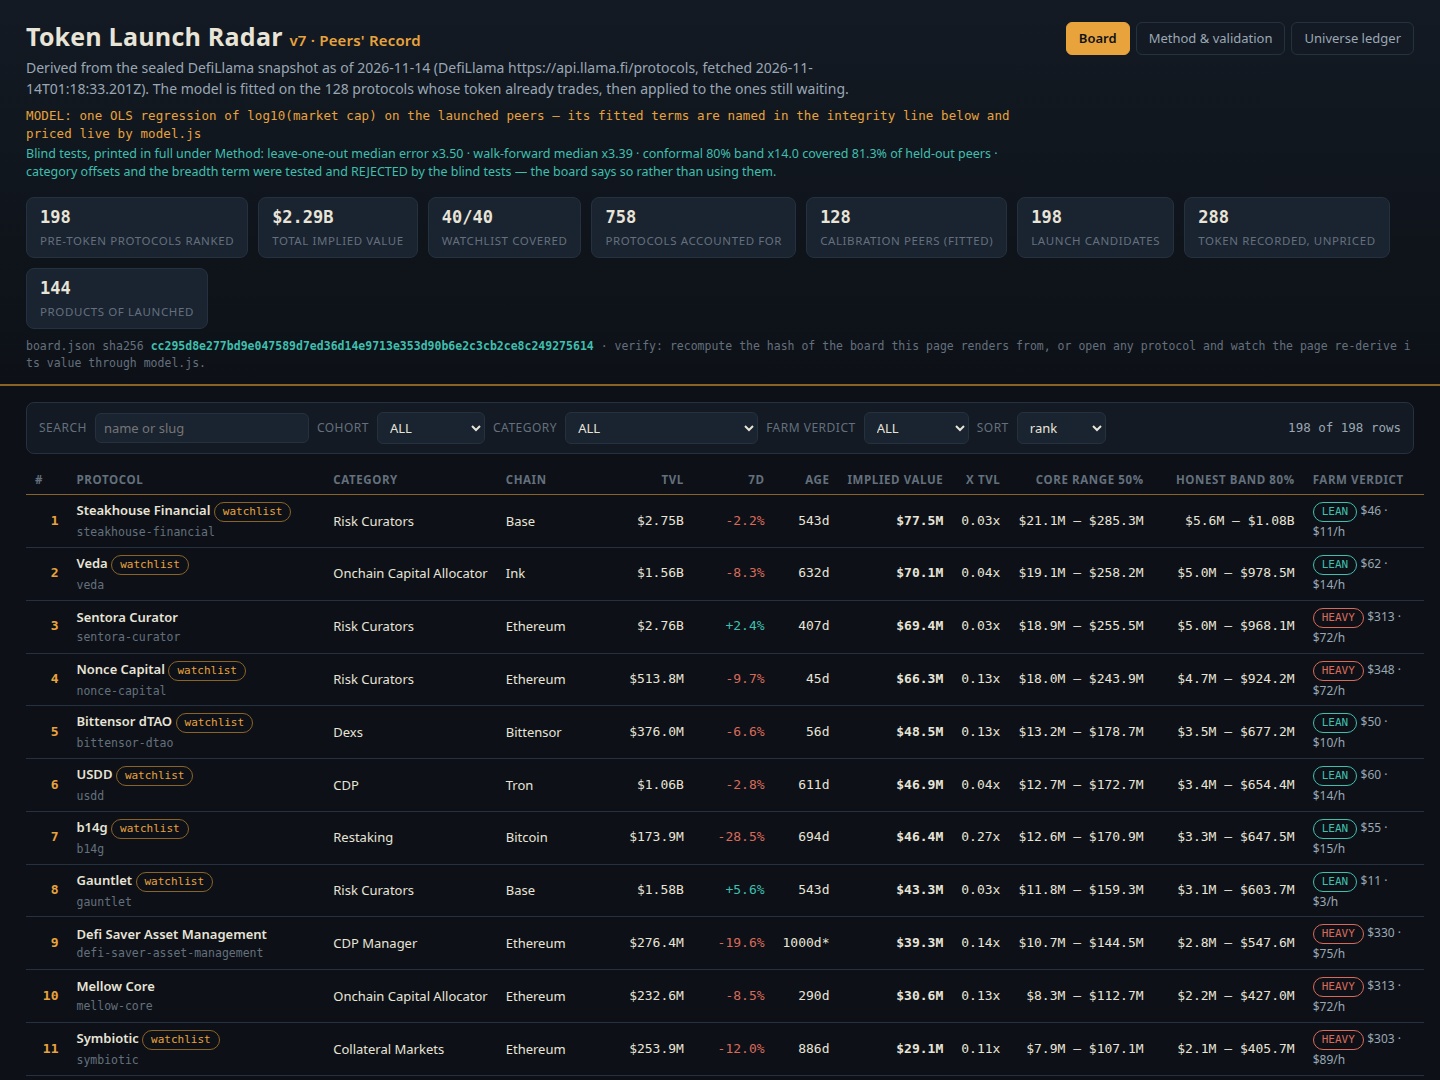 Token Launch Radar v7 · Peers' Record
Board
Method & validation
Universe ledger
Derived from the sealed DefiLlama snapshot as of 2026-11-14 (DefiLlama https://api.llama.fi/protocols, fetched 2026-11-
14T01:18:33.201Z). The model is fitted on the 128 protocols whose token already trades, then applied to the ones still waiting.
MODEL: one OLS regression of log10(market cap) on the launched peers — its fitted terms are named in the integrity line below and
priced live by model.js
Blind tests, printed in full under Method: leave-one-out median error x3.50 · walk-forward median x3.39 · conformal 80% band x14.0 covered 81.3% of held-out peers ·
category offsets and the breadth term were tested and REJECTED by the blind tests — the board says so rather than using them.
198
PRE-TOKEN PROTOCOLS RANKED
$2.29B
TOTAL IMPLIED VALUE
40/40
WATCHLIST COVERED
758
PROTOCOLS ACCOUNTED FOR
128
CALIBRATION PEERS (FITTED)
198
LAUNCH CANDIDATES
288
TOKEN RECORDED, UNPRICED
144
PRODUCTS OF LAUNCHED
board.json sha256 cc295d8e277bd9e047589d7ed36d14e9713e353d90b6e2c3cb2ce8c249275614 · verify: recompute the hash of the board this page renders from, or open any protocol and watch the page re-derive i
ts value through model.js.
SEARCH name or slug COHORT ALL CATEGORY ALL FARM VERDICT ALL SORT rank 198 of 198 rows
# PROTOCOL CATEGORY CHAIN TVL 7D AGE IMPLIED VALUE X TVL CORE RANGE 50% HONEST BAND 80% FARM VERDICT
1 Steakhouse Financial watchlist Risk Curators Base $2.75B -2.2% 543d $77.5M 0.03x $21.1M — $285.3M $5.6M — $1.08B LEAN $46 ·
steakhouse-financial $11/h
2 Veda watchlist Onchain Capital Allocator Ink $1.56B -8.3% 632d $70.1M 0.04x $19.1M — $258.2M $5.0M — $978.5M LEAN $62 ·
veda $14/h
3 Sentora Curator Risk Curators Ethereum $2.76B +2.4% 407d $69.4M 0.03x $18.9M — $255.5M $5.0M — $968.1M HEAVY $313 ·
sentora-curator $72/h
4 Nonce Capital watchlist Risk Curators Ethereum $513.8M -9.7% 45d $66.3M 0.13x $18.0M — $243.9M $4.7M — $924.2M HEAVY $348 ·
nonce-capital $72/h
5 Bittensor dTAO watchlist Dexs Bittensor $376.0M -6.6% 56d $48.5M 0.13x $13.2M — $178.7M $3.5M — $677.2M LEAN $50 ·
bittensor-dtao $10/h
6 USDD watchlist CDP Tron $1.06B -2.8% 611d $46.9M 0.04x $12.7M — $172.7M $3.4M — $654.4M LEAN $60 ·
usdd $14/h
7 b14g watchlist Restaking Bitcoin $173.9M -28.5% 694d $46.4M 0.27x $12.6M — $170.9M $3.3M — $647.5M LEAN $55 ·
b14g $15/h
8 Gauntlet watchlist Risk Curators Base $1.58B +5.6% 543d $43.3M 0.03x $11.8M — $159.3M $3.1M — $603.7M LEAN $11 ·
gauntlet $3/h
9 Defi Saver Asset Management CDP Manager Ethereum $276.4M -19.6% 1000d* $39.3M 0.14x $10.7M — $144.5M $2.8M — $547.6M HEAVY $330 ·
defi-saver-asset-management $75/h
10 Mellow Core Onchain Capital Allocator Ethereum $232.6M -8.5% 290d $30.6M 0.13x $8.3M — $112.7M $2.2M — $427.0M HEAVY $313 ·
mellow-core $72/h
11 Symbiotic watchlist Collateral Markets Ethereum $253.9M -12.0% 886d $29.1M 0.11x $7.9M — $107.1M $2.1M — $405.7M HEAVY $303 ·
symbiotic $89/h